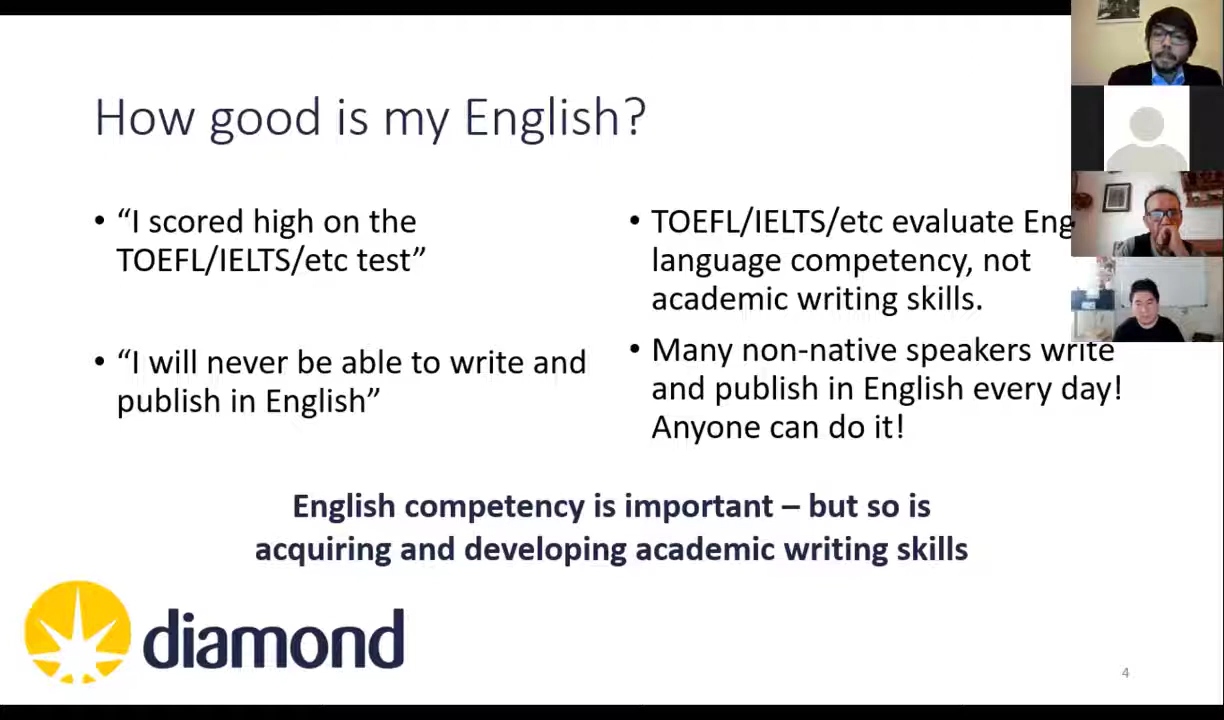 How good is my English?
• “I scored high on the
TOEFL/IELTS/etc test”
• “I will never be able to write and
publish in English”
• TOEFL/IELTS/etc evaluate Eng
language competency, not
academic writing skills.
• Many non-native speakers write
and publish in English every day!
Anyone can do it!
English competency is important – but so is
acquiring and developing academic writing skills
diamond
4